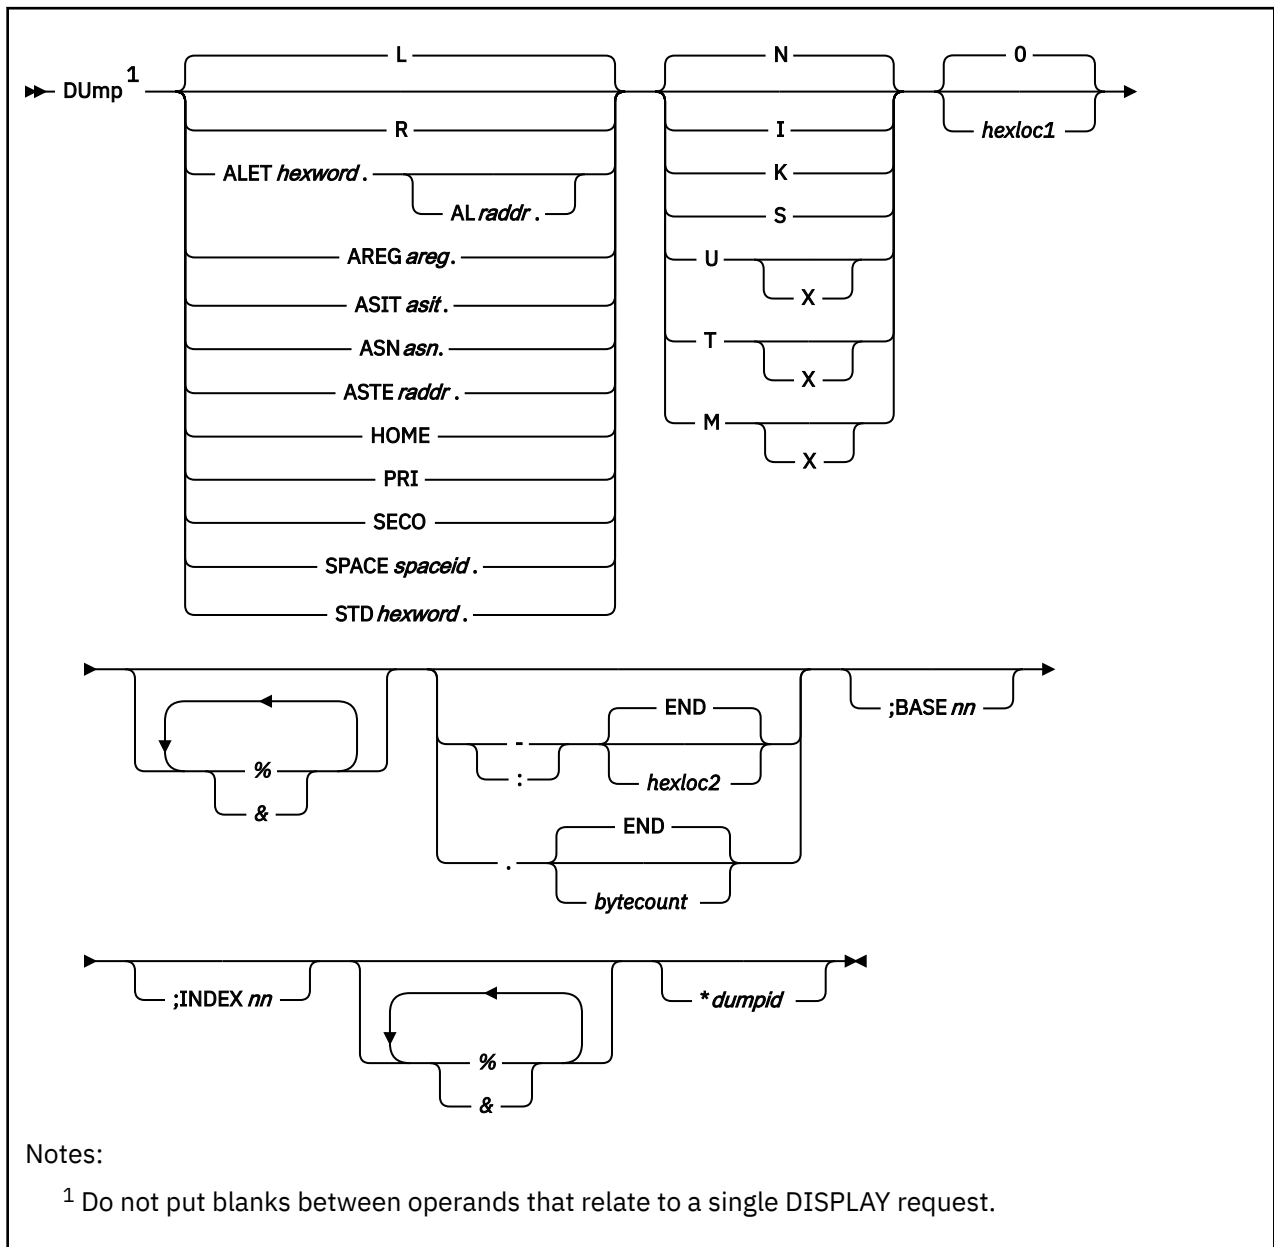 L N 0
DUmp 1
R I hexloc1
ALET hexword . K
AL raddr . S
AREG areg. U
X
ASIT asit .
ASN asn. T
X
ASTE raddr .
HOME M
X
PRI
SECO
SPACE spaceid .
STD hexword .
END ;BASE nn
% - hexloc2
& :
END
.
bytecount
;INDEX nn * dumpid
%
&
Notes:
1 Do not put blanks between operands that relate to a single DISPLAY request.